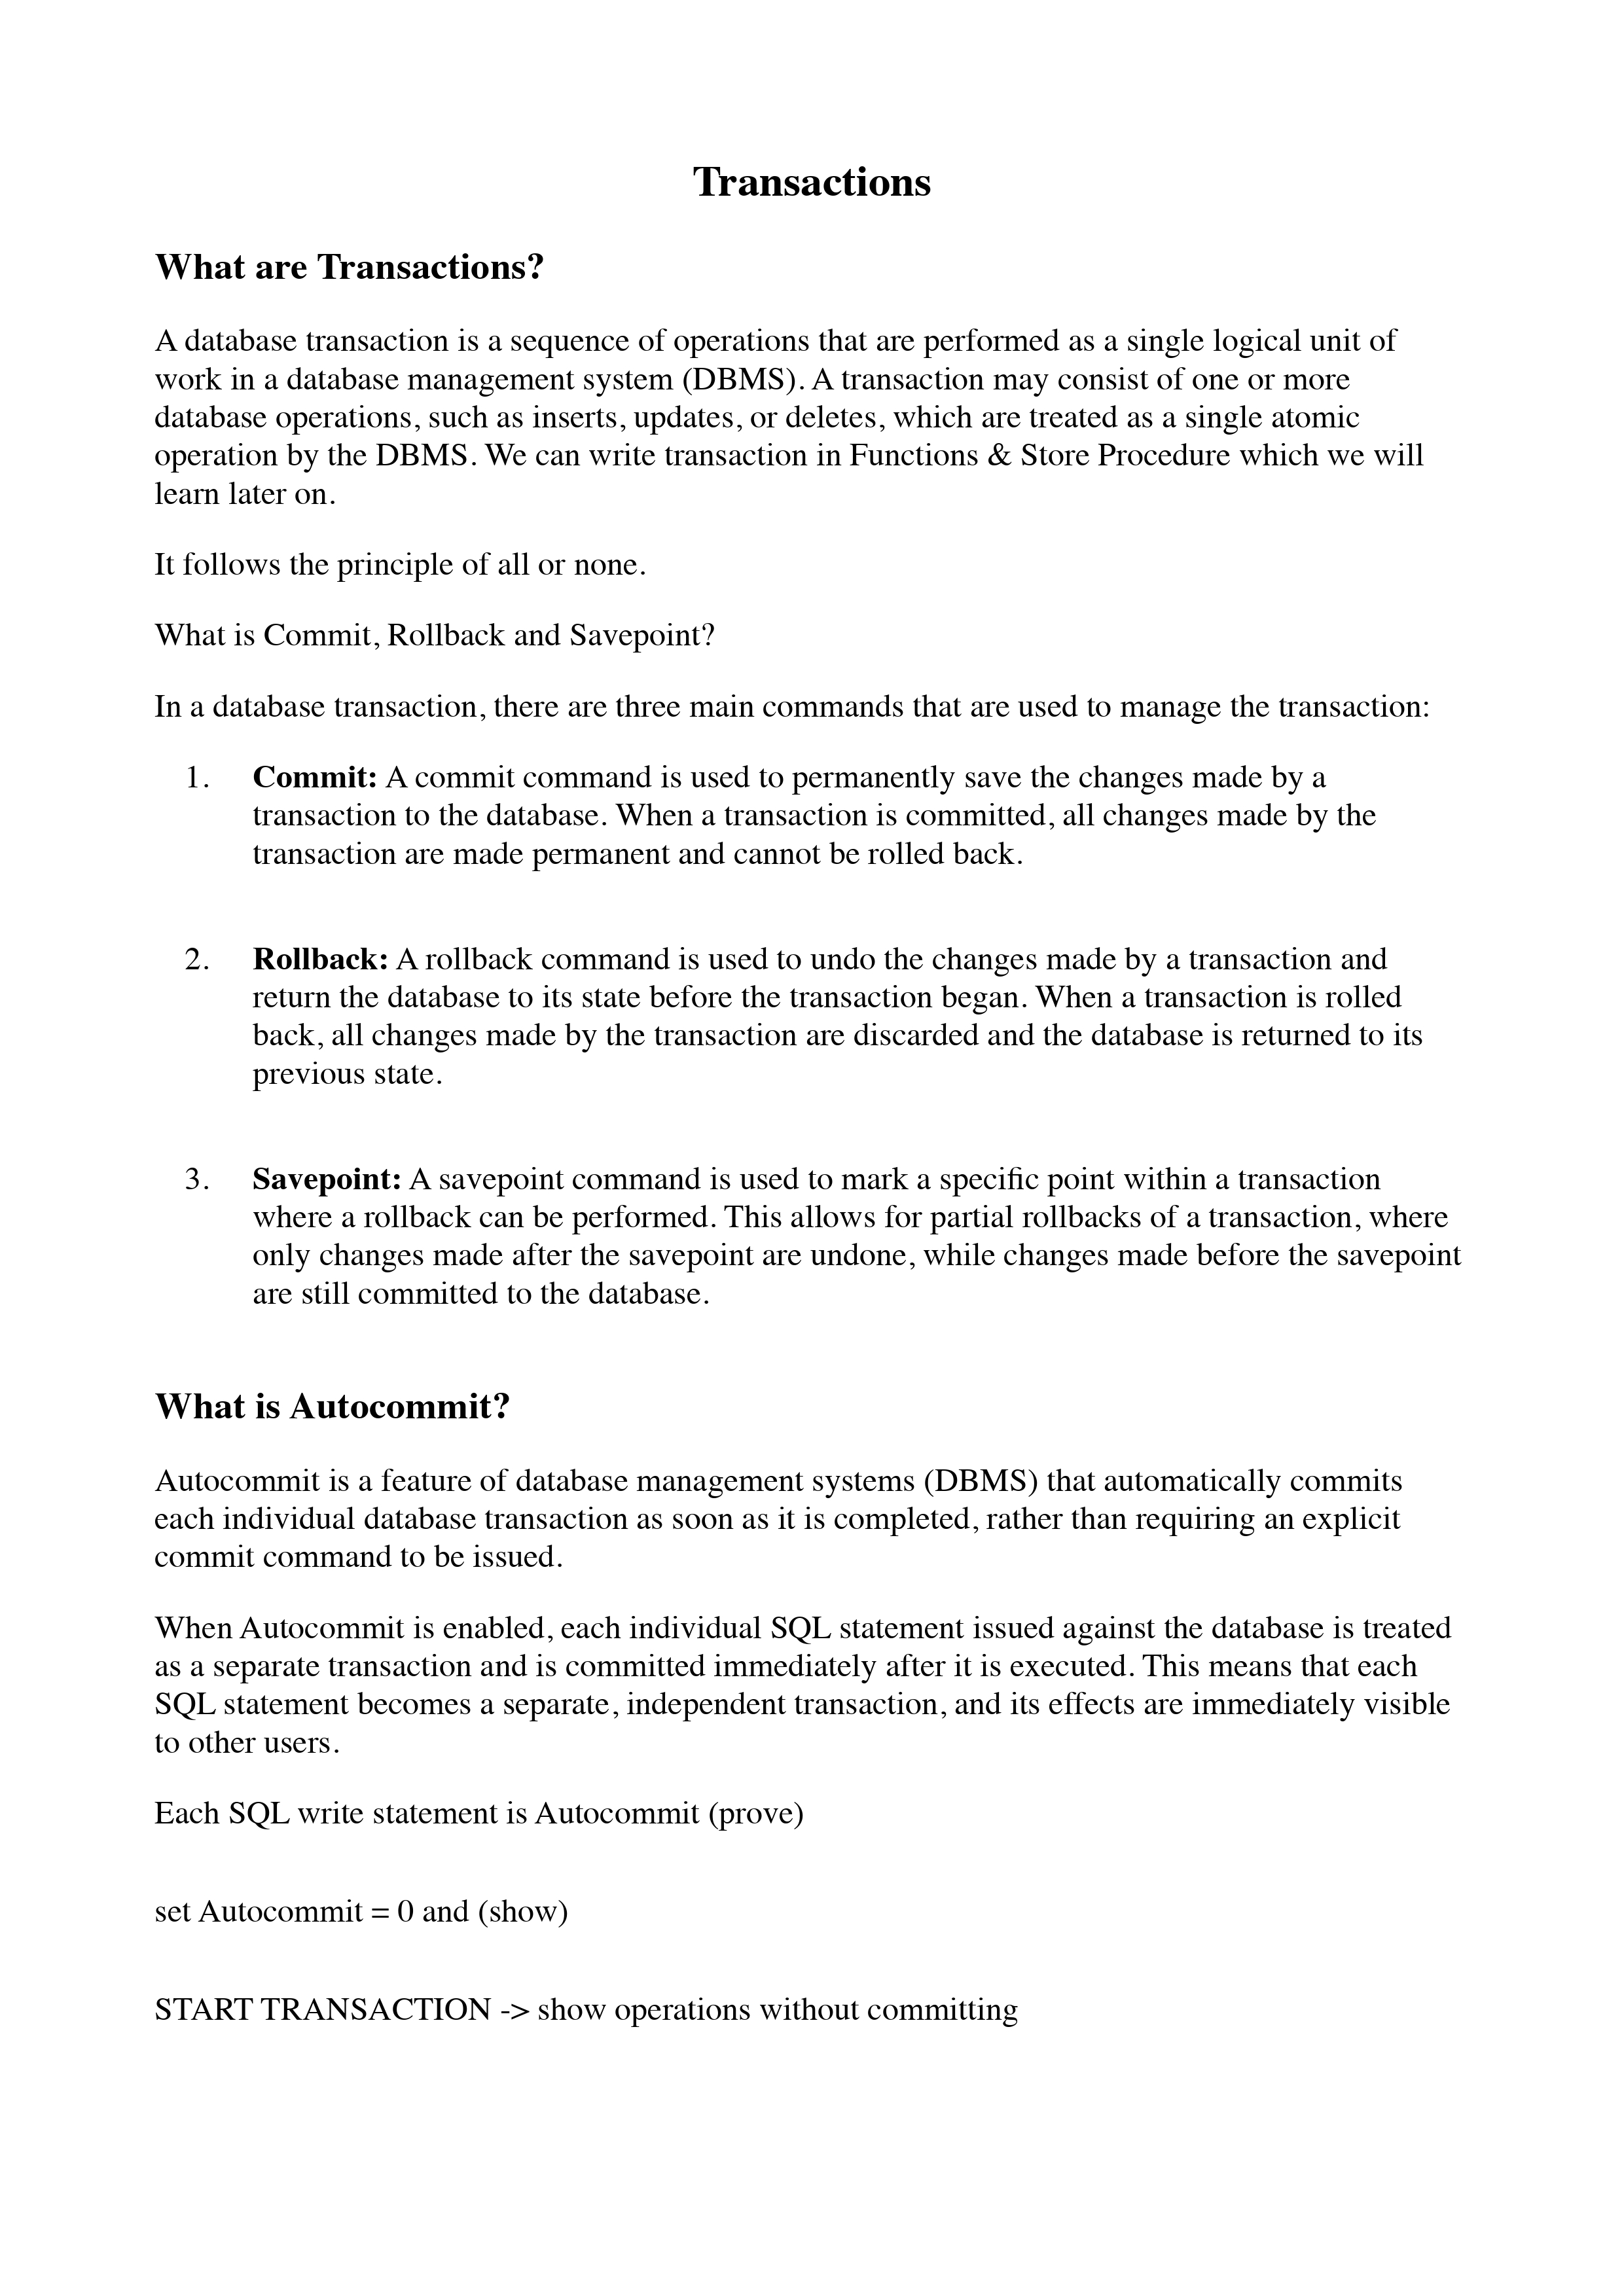 Transactions
What are Transactions?
A database transaction is a sequence of operations that are performed as a single logical unit of
work in a database management system (DBMS). A transaction may consist of one or more
database operations, such as inserts, updates, or deletes, which are treated as a single atomic
operation by the DBMS. We can write transaction in Functions & Store Procedure which we will
learn later on.
It follows the principle of all or none.
What is Commit, Rollback and Savepoint?
In a database transaction, there are three main commands that are used to manage the transaction:
1. Commit: A commit command is used to permanently save the changes made by a
transaction to the database. When a transaction is committed, all changes made by the
transaction are made permanent and cannot be rolled back.
2. Rollback: A rollback command is used to undo the changes made by a transaction and
return the database to its state before the transaction began. When a transaction is rolled
back, all changes made by the transaction are discarded and the database is returned to its
previous state.
3. Savepoint: A savepoint command is used to mark a specific point within a transaction
where a rollback can be performed. This allows for partial rollbacks of a transaction, where
only changes made after the savepoint are undone, while changes made before the savepoint
are still committed to the database.
What is Autocommit?
Autocommit is a feature of database management systems (DBMS) that automatically commits
each individual database transaction as soon as it is completed, rather than requiring an explicit
commit command to be issued.
When Autocommit is enabled, each individual SQL statement issued against the database is treated
as a separate transaction and is committed immediately after it is executed. This means that each
SQL statement becomes a separate, independent transaction, and its effects are immediately visible
to other users.
Each SQL write statement is Autocommit (prove)
set Autocommit = 0 and (show)
START TRANSACTION -> show operations without committing